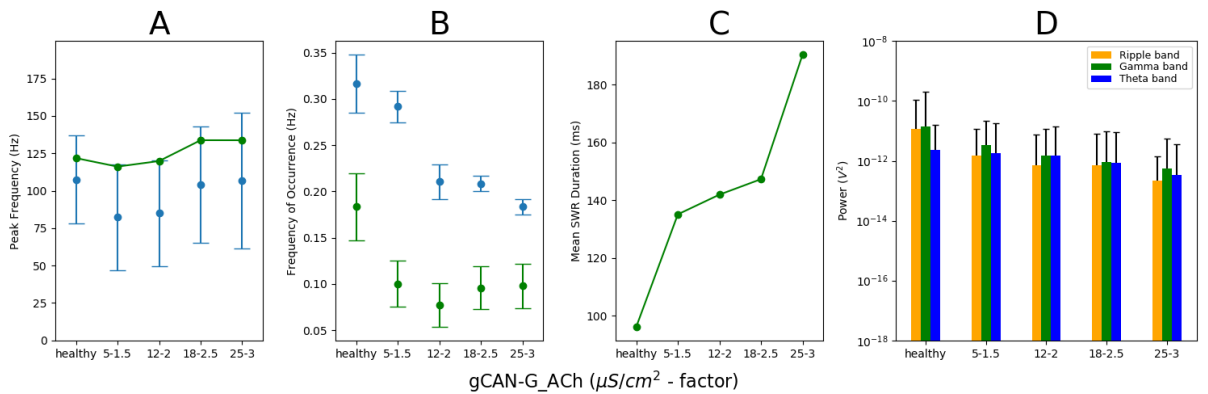 A
B
C
D
Peak Frequency (Hz)
175
150
125
100
75
50
25
0
healthy 5-1.5 12-2 18-2.5 25-3
Frequency of Occurrence (Hz)
0.35
0.30
0.25
0.20
0.15
0.10
0.05
healthy 5-1.5 12-2 18-2.5 25-3
Mean SWR Duration (ms)
180
160
140
120
100
healthy 5-1.5 12-2 18-2.5 25-3
Power (V²)
10⁻⁸
10⁻¹⁰
10⁻¹²
10⁻¹⁴
10⁻¹⁶
10⁻¹⁸
Ripple band
Gamma band
Theta band
healthy 5-1.5 12-2 18-2.5 25-3
gCAN-G_ACh (μS/cm² - factor)